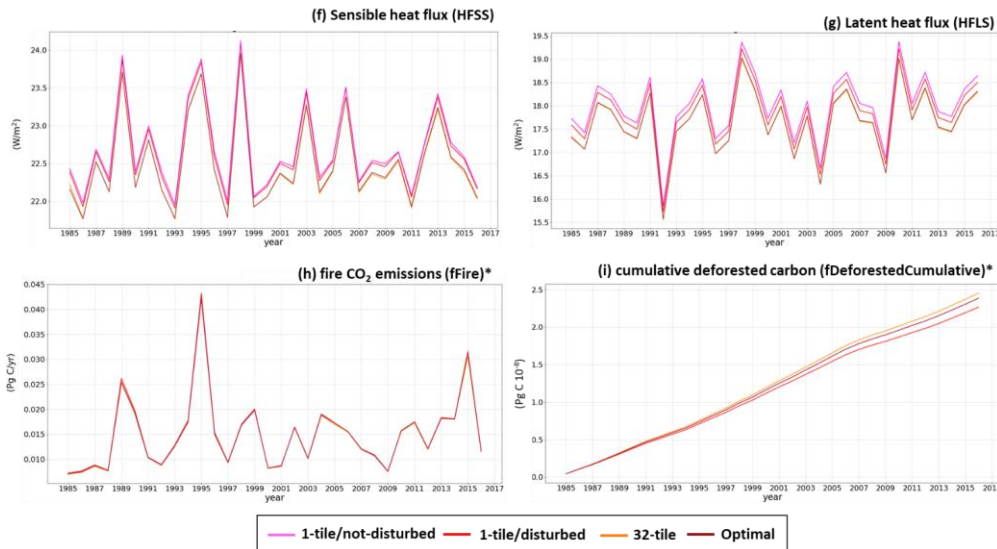 (f) Sensible heat flux (HFSS)
24.0
23.5
23.0
22.5
22.0
(W/m²)
1985 1987 1989 1991 1993 1995 1997 1999 2001 2003 2005 2007 2009 2011 2013 2015 2017
year
(g) Latent heat flux (HFLS)
19.5
19.0
18.5
18.0
17.5
17.0
16.5
16.0
15.5
(W/m²)
1985 1987 1989 1991 1993 1995 1997 1999 2001 2003 2005 2007 2009 2011 2013 2015 2017
year
(h) fire CO₂ emissions (fFire)*
0.045
0.040
0.035
0.030
0.025
0.020
0.015
0.010
(Pg C/yr)
1985 1987 1989 1991 1993 1995 1997 1999 2001 2003 2005 2007 2009 2011 2013 2015 2017
year
(i) cumulative deforested carbon (fDeforestedCumulative)*
2.5
2.0
1.5
1.0
0.5
0.0
(Pg C 10⁻⁸)
1985 1987 1989 1991 1993 1995 1997 1999 2001 2003 2005 2007 2009 2011 2013 2015 2017
year
1-tile/not-disturbed 1-tile/disturbed 32-tile Optimal